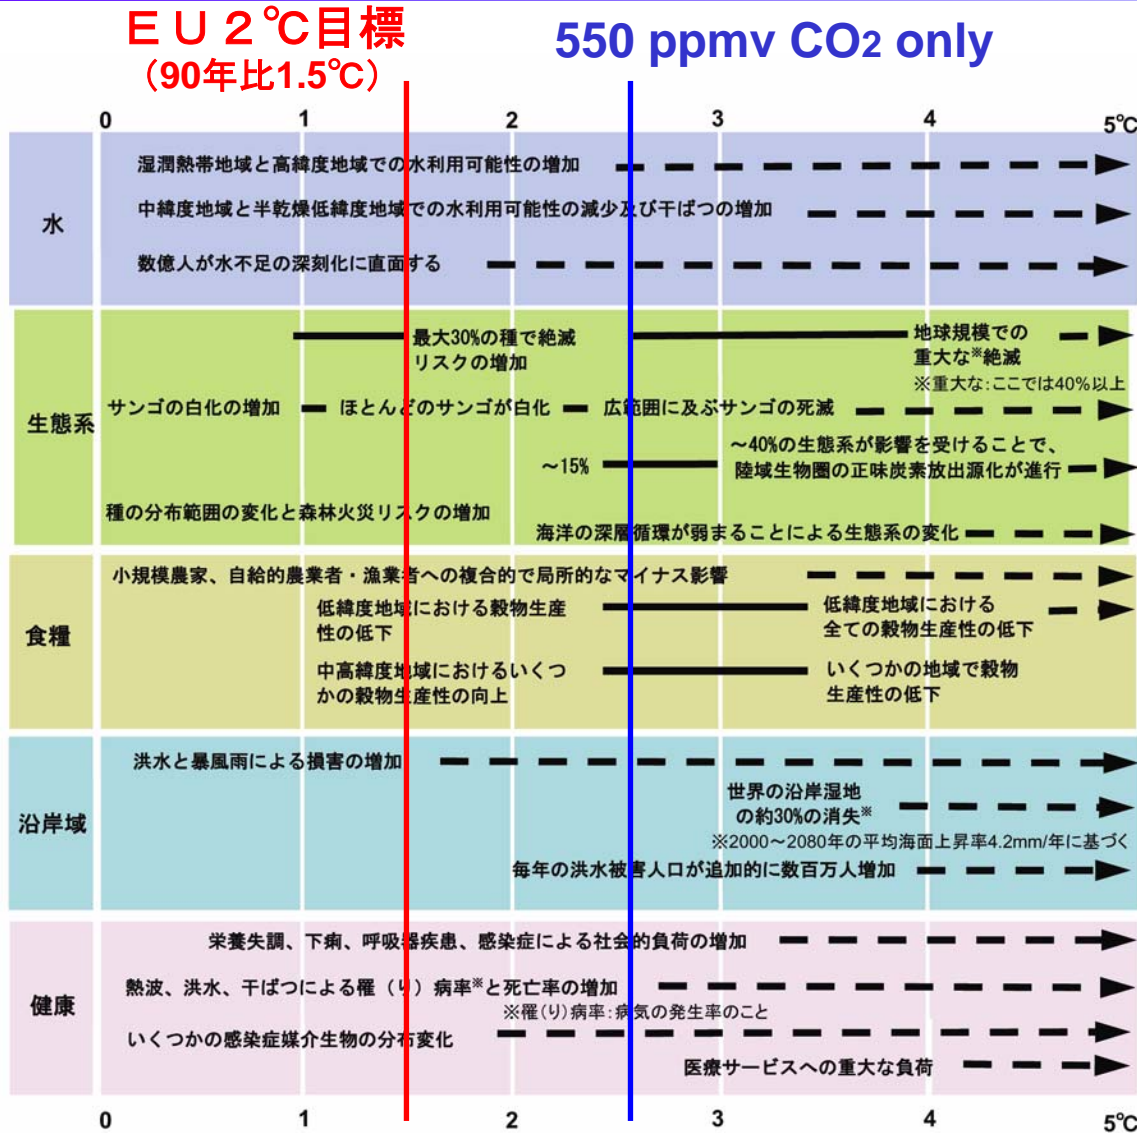 ＥＵ２℃目標
（90年比1.5℃）
550 ppmv CO2 only
0 1 2 3 4 5℃
水
湿潤熱帯地域と高緯度地域での水利用可能性の増加
中緯度地域と半乾燥低緯度地域での水利用可能性の減少及び干ばつの増加
数億人が水不足の深刻化に直面する
生態系
最大30%の種で絶滅
リスクの増加
地球規模での
重大な※絶滅
※重大な：ここでは40%以上
サンゴの白化の増加
ほとんどのサンゴが白化
広範囲に及ぶサンゴの死滅
～15%
～40%の生態系が影響を受けることで、
陸域生物圏の正味炭素放出源化が進行
種の分布範囲の変化と森林火災リスクの増加
海洋の深層循環が弱まることによる生態系の変化
食糧
小規模農家、自給的農業者・漁業者への複合的で局所的なマイナス影響
低緯度地域における穀物生産
性の低下
低緯度地域における
全ての穀物生産性の低下
中高緯度地域におけるいくつ
かの穀物生産性の向上
いくつかの地域で穀物
生産性の低下
沿岸域
洪水と暴風雨による損害の増加
世界の沿岸湿地
の約30%の消失※
※2000～2080年の平均海面上昇率4.2mm/年に基づく
毎年の洪水被害人口が追加的に数百万人増加
健康
栄養失調、下痢、呼吸器疾患、感染症による社会的負荷の増加
熱波、洪水、干ばつによる罹（り）病率※と死亡率の増加
※罹（り）病率：病気の発生率のこと
いくつかの感染症媒介生物の分布変化
医療サービスへの重大な負荷
0 1 2 3 4 5℃